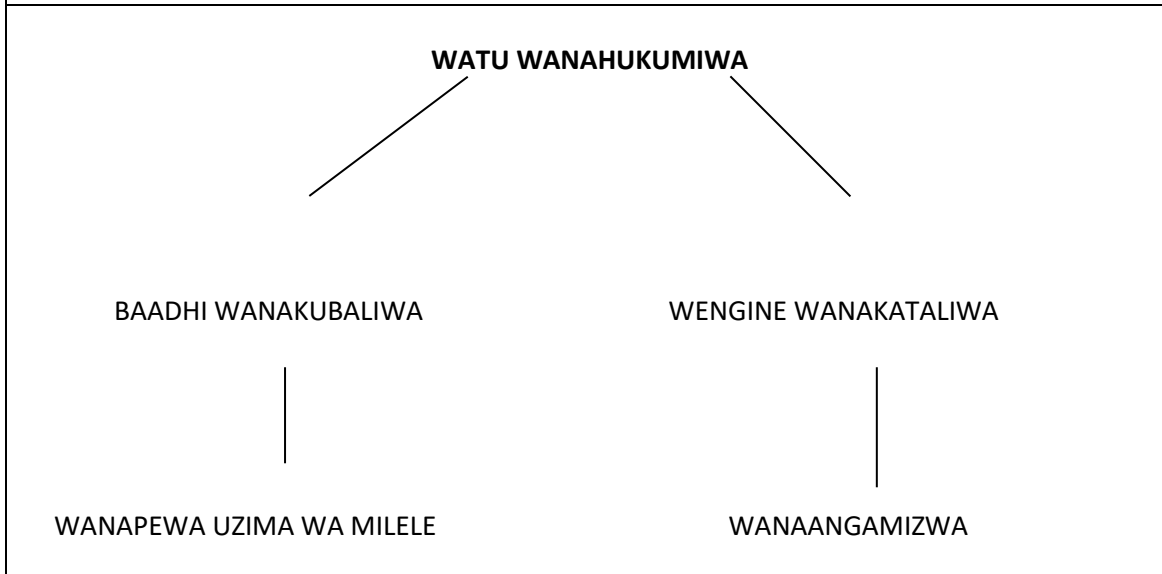 WATU WANAHUKUMIWA
BAADHI WANAKUBALIWA
WENGINE WANAKATALIWA
WANAPEWA UZIMA WA MILELE
WANAANGAMIZWA